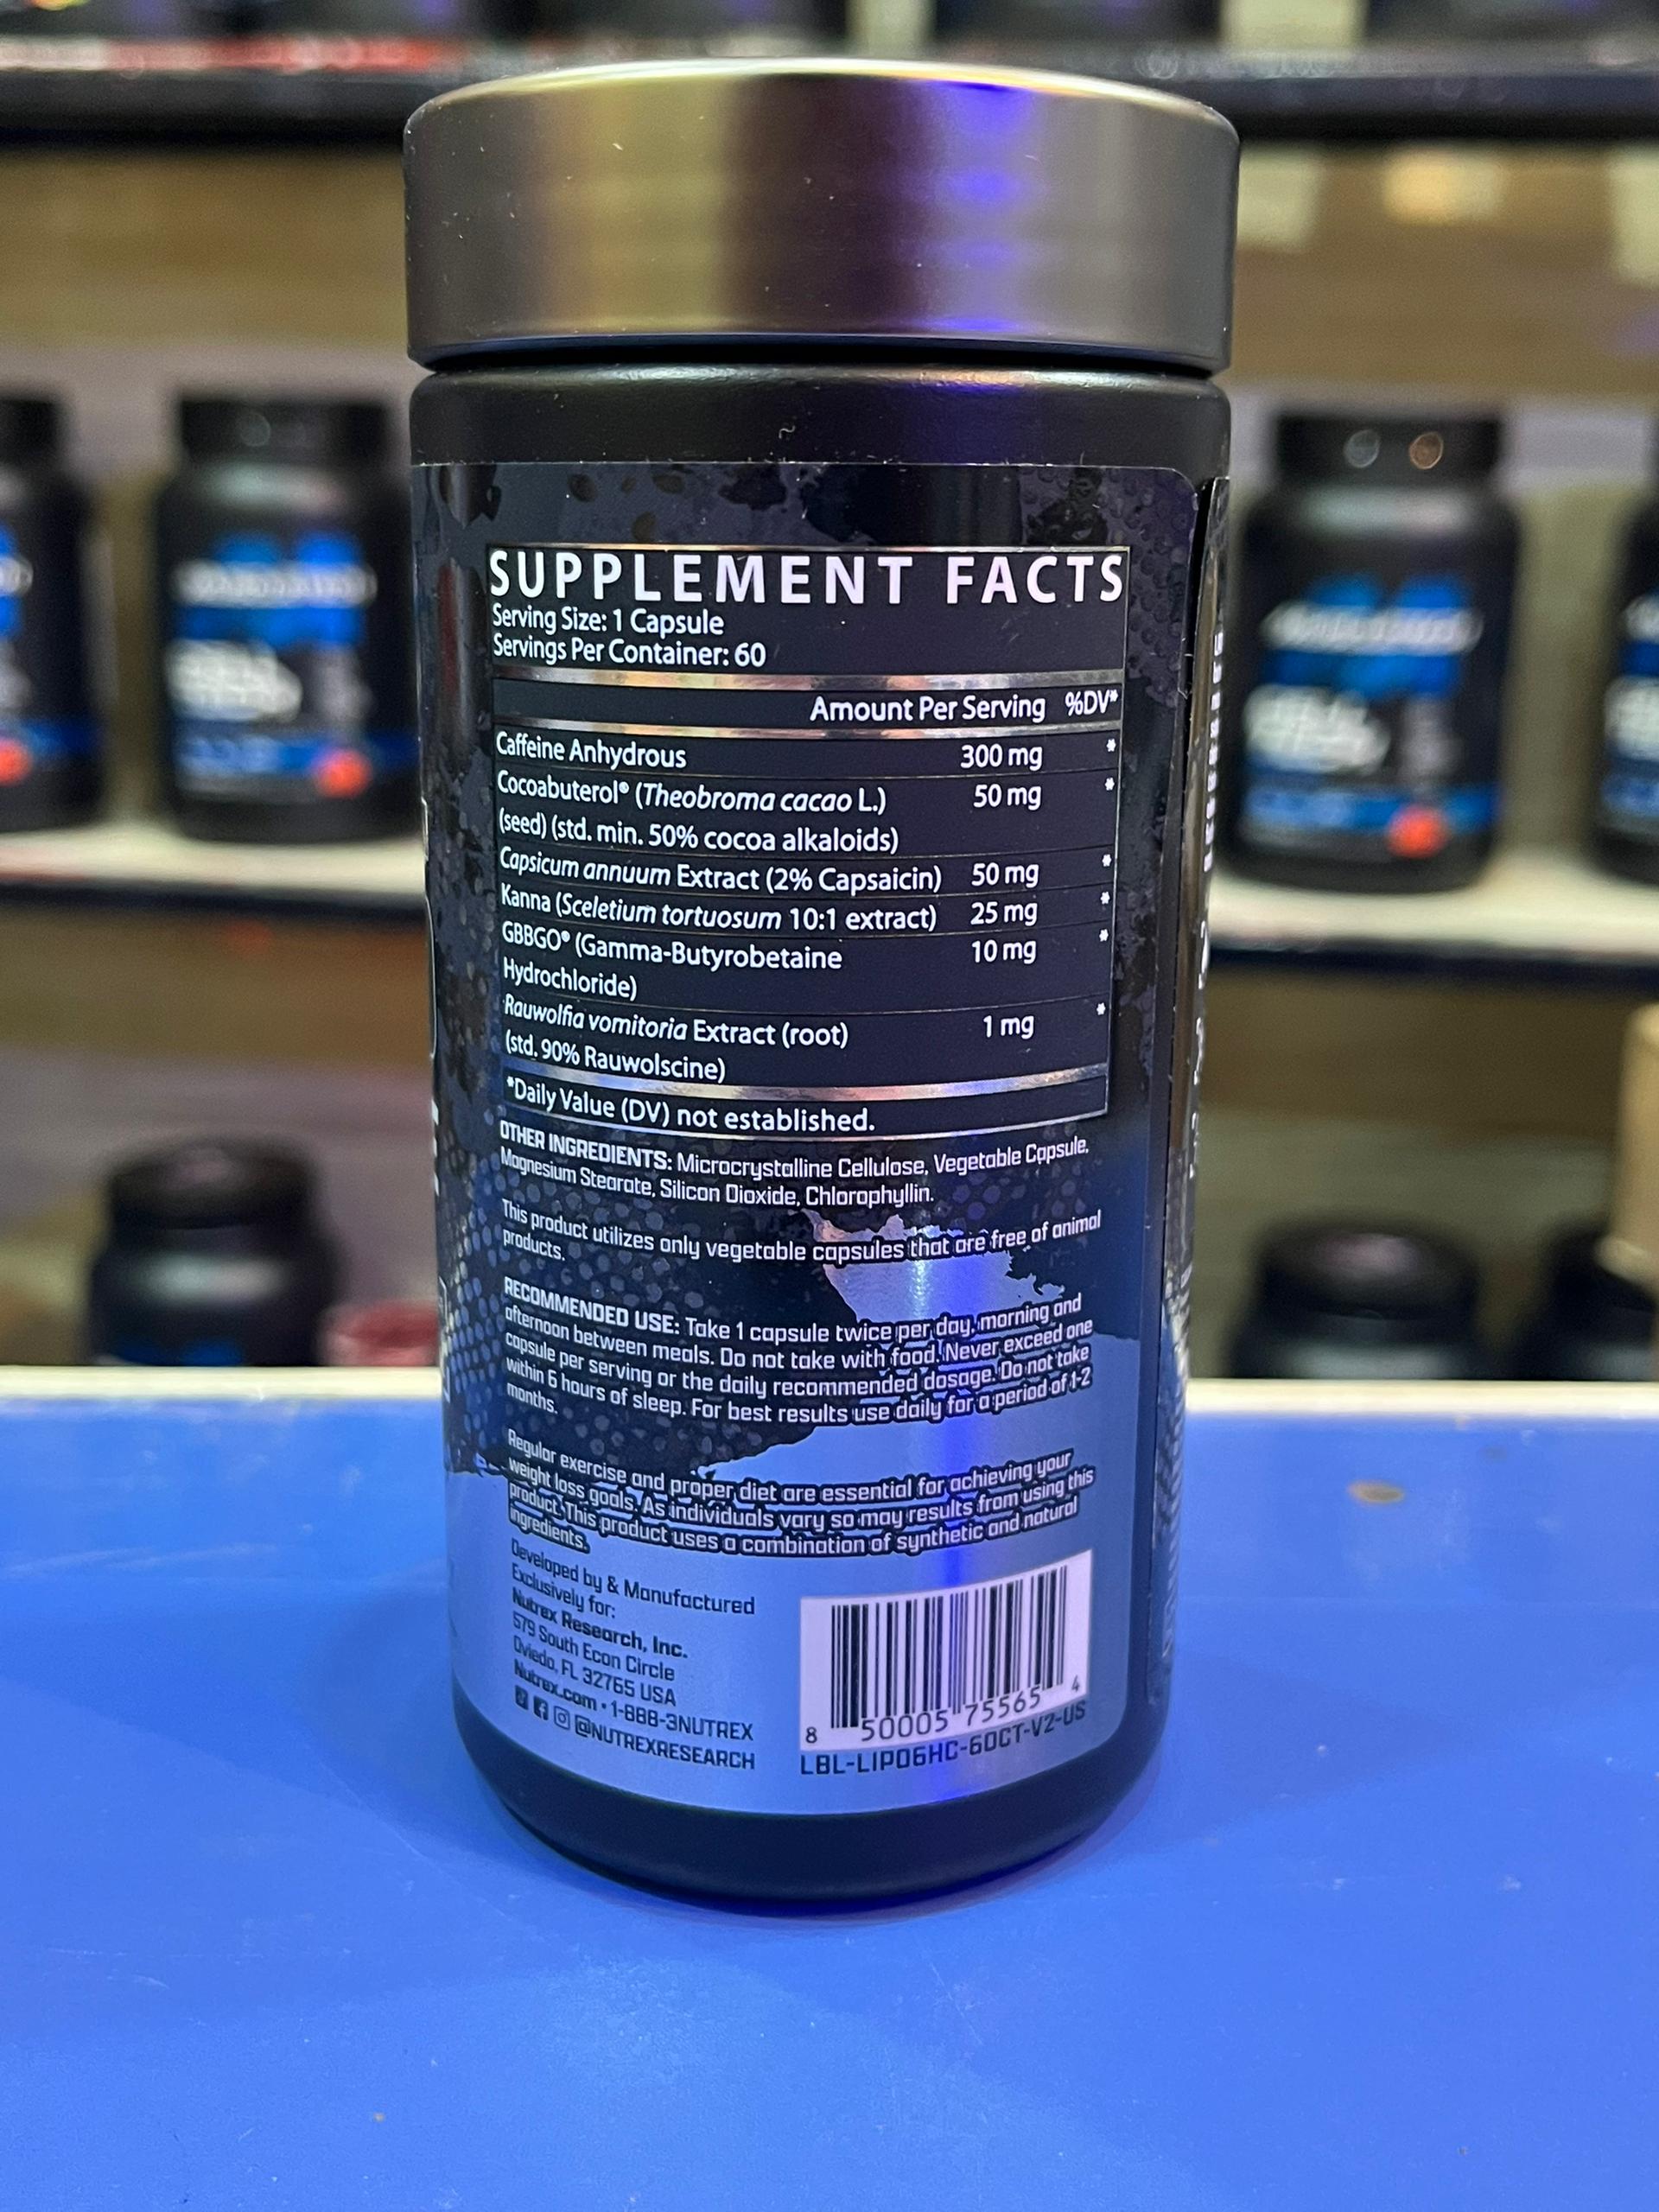 SUPPLEMENT FACTS
Serving Size: 1 Capsule
Servings Per Container: 60
Amount Per Serving %DV*
Caffeine Anhydrous 300 mg *
Cocoabuterol® (Theobroma cacao L.) 50 mg *
(seed) (std. min. 50% cocoa alkaloids)
Capsicum annuum Extract (2% Capsaicin) 50 mg *
Kanna (Sceletium tortuosum 10:1 extract) 25 mg *
GBBGO® (Gamma-Butyrobetaine 10 mg *
Hydrochloride)
Rauwolfia vomitoria Extract (root) 1 mg *
(std. 90% Rauwolscine)
*Daily Value (DV) not established.
OTHER INGREDIENTS: Microcrystalline Cellulose, Vegetable Capsule,
Magnesium Stearate, Silicon Dioxide, Chlorophyllin.
This product utilizes only vegetable capsules that are free of animal
products.
RECOMMENDED USE: Take 1 capsule twice per day, morning and
afternoon between meals. Do not take with food. Never exceed one
capsule per serving or the daily recommended dosage. Do not take
within 6 hours of sleep. For best results use daily for a period of 1-2
months.
Regular exercise and proper diet are essential for achieving your
weight loss goals. As individuals vary so may results from using this
product. This product uses a combination of synthetic and natural
ingredients.
Developed by & Manufactured
Exclusively for:
Nutrex Research, Inc.
579 South Econ Circle
Oviedo, FL 32765 USA
Nutrex.com • 1-888-3NUTREX
@NUTREXRESEARCH
8 50005 75565 4
LBL-LIPO6HC-60CT-V2-US